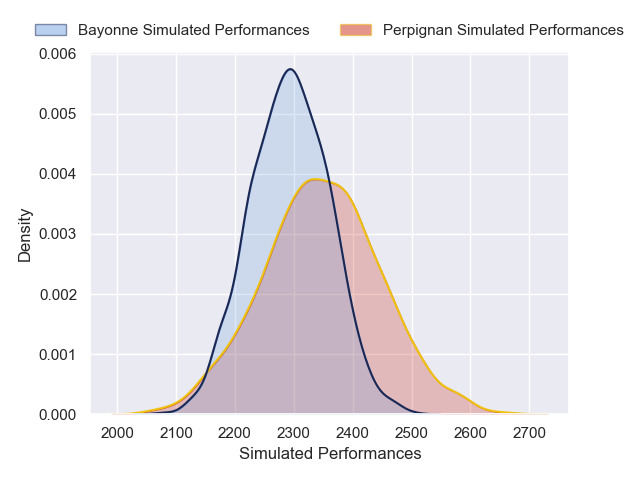 Bayonne Simulated Performances Perpignan Simulated Performances
0.006
0.005
0.004
0.003
0.002
0.001
0.000
Density
2000 2100 2200 2300 2400 2500 2600 2700
Simulated Performances